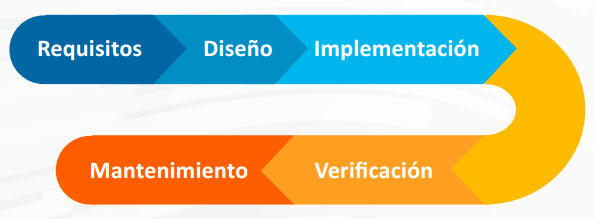 Requisitos
Diseño
Implementación
Verificación
Mantenimiento